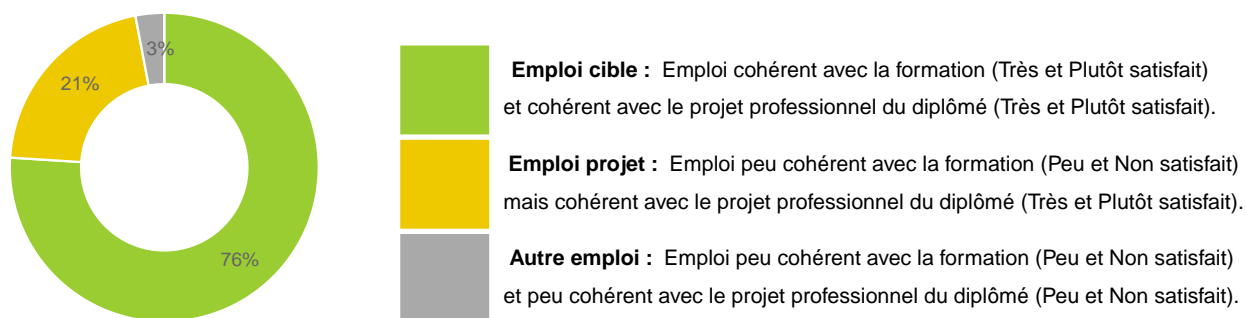 3%
21%
76%
Emploi cible : Emploi cohérent avec la formation (Très et Plutôt satisfait)
et cohérent avec le projet professionnel du diplômé (Très et Plutôt satisfait).
Emploi projet : Emploi peu cohérent avec la formation (Peu et Non satisfait)
mais cohérent avec le projet professionnel du diplômé (Très et Plutôt satisfait).
Autre emploi : Emploi peu cohérent avec la formation (Peu et Non satisfait)
et peu cohérent avec le projet professionnel du diplômé (Peu et Non satisfait).